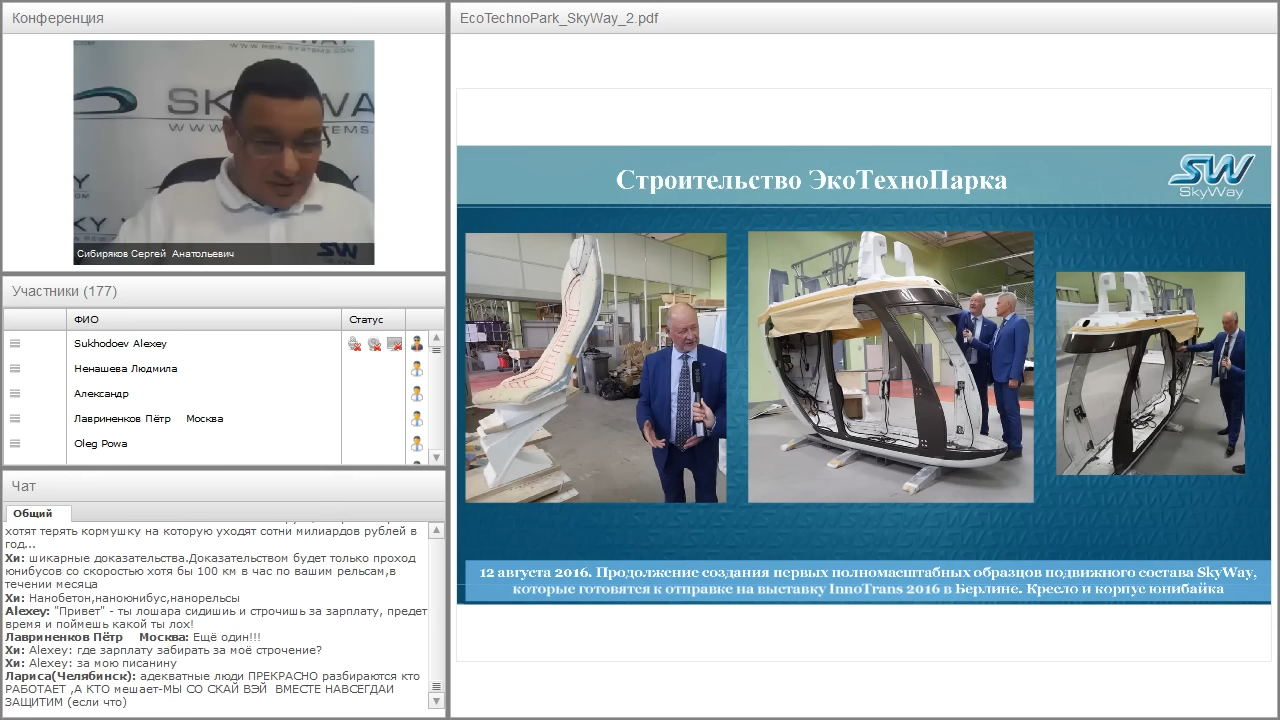 Конференция
SKYWAY
Сибиряков Сергей Анатольевич
Участники (177)
ФИО
Статус
Sukhodoev Alexey
Ненашева Людмила
Александр
Лавриненков Пётр Москва
Oleg Powa
Чат
Общий
хотят терять кормушку на которую уходят сотни милиардов рублей в
год...
Хи: шикарные доказательства.Доказательством будет только проход
юнибусов со скоростью хотя бы 100 км в час по вашим рельсам,в
течении месяца
Хи: Нанобетон,наноюнибус,нанорельсы
Alexey: "Привет" - ты лошара сидишиь и строчишь за зарплату, предет
время и поймешь какой ты лох!
Лавриненков Пётр Москва: Ещё один!!!
Хи: Alexey: где зарплату забирать за моё строчение?
Хи: Alexey: за мою писанину
Лариса(Челябинск): адекватные люди ПРЕКРАСНО разбираются кто
РАБОТАЕТ ,А КТО мешает-МЫ СО СКАЙ ВЭЙ ВМЕСТЕ НАВСЕГДАИ
ЗАЩИТИМ (если что)
EcoTechnoPark_SkyWay_2.pdf
Строительство ЭкоТехноПарка
SW
SkyWay
12 августа 2016. Продолжение создания первых полномасштабных образцов подвижного состава SkyWay,
которые готовятся к отправке на выставку InnoTrans 2016 в Берлине. Кресло и корпус юнибайка